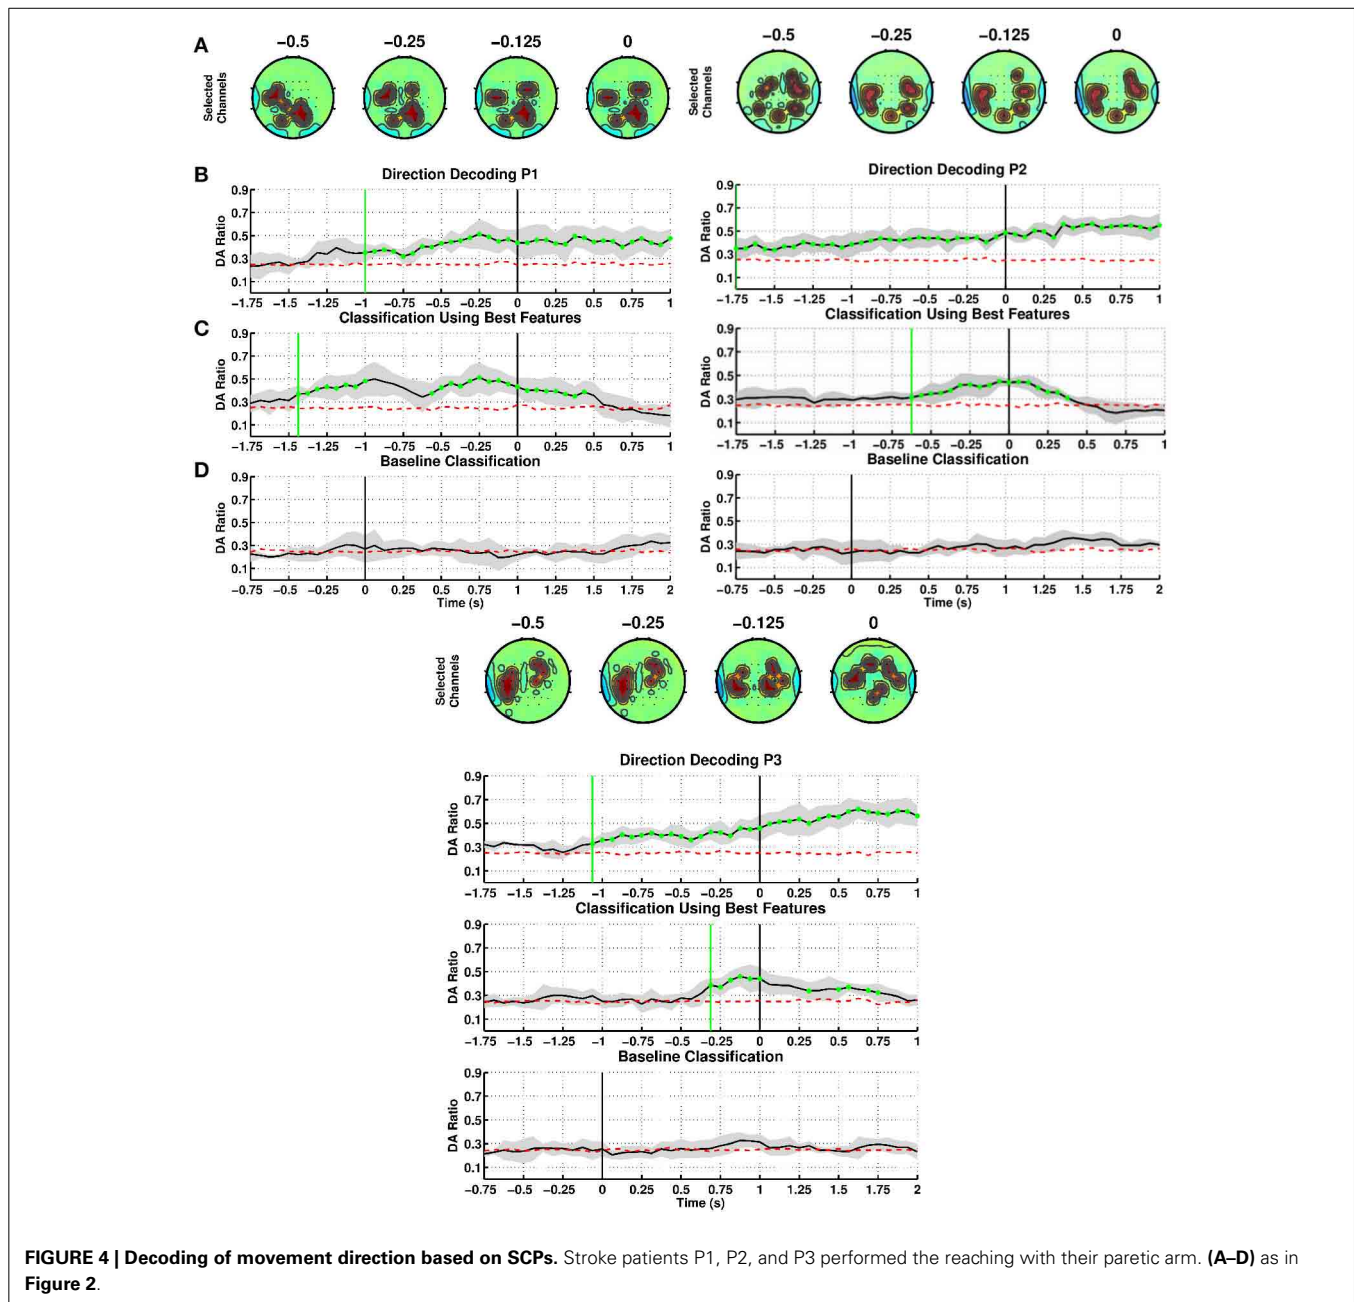 A
−0.5 −0.25 −0.125 0
Selected Channels
−0.5 −0.25 −0.125 0
Selected Channels
B
Direction Decoding P1
DA Ratio
0.9
0.7
0.5
0.3
0.1
−1.75 −1.5 −1.25 −1 −0.75 −0.5 −0.25 0 0.25 0.5 0.75 1
Direction Decoding P2
DA Ratio
0.9
0.7
0.5
0.3
0.1
−1.75 −1.5 −1.25 −1 −0.75 −0.5 −0.25 0 0.25 0.5 0.75 1
C
Classification Using Best Features
DA Ratio
0.9
0.7
0.5
0.3
0.1
−1.75 −1.5 −1.25 −1 −0.75 −0.5 −0.25 0 0.25 0.5 0.75 1
Classification Using Best Features
DA Ratio
0.9
0.7
0.5
0.3
0.1
−1.75 −1.5 −1.25 −1 −0.75 −0.5 −0.25 0 0.25 0.5 0.75 1
D
Baseline Classification
DA Ratio
0.9
0.7
0.5
0.3
0.1
−0.75 −0.5 −0.25 0 0.25 0.5 0.75 1 1.25 1.5 1.75 2
Time (s)
Baseline Classification
DA Ratio
0.9
0.7
0.5
0.3
0.1
−0.75 −0.5 −0.25 0 0.25 0.5 0.75 1 1.25 1.5 1.75 2
Time (s)
−0.5 −0.25 −0.125 0
Selected Channels
Direction Decoding P3
DA Ratio
0.9
0.7
0.5
0.3
0.1
−1.75 −1.5 −1.25 −1 −0.75 −0.5 −0.25 0 0.25 0.5 0.75 1
Classification Using Best Features
DA Ratio
0.9
0.7
0.5
0.3
0.1
−1.75 −1.5 −1.25 −1 −0.75 −0.5 −0.25 0 0.25 0.5 0.75 1
Baseline Classification
DA Ratio
0.9
0.7
0.5
0.3
0.1
−0.75 −0.5 −0.25 0 0.25 0.5 0.75 1 1.25 1.5 1.75 2
Time (s)
FIGURE 4 | Decoding of movement direction based on SCPs. Stroke patients P1, P2, and P3 performed the reaching with their paretic arm. (A–D) as in
Figure 2.